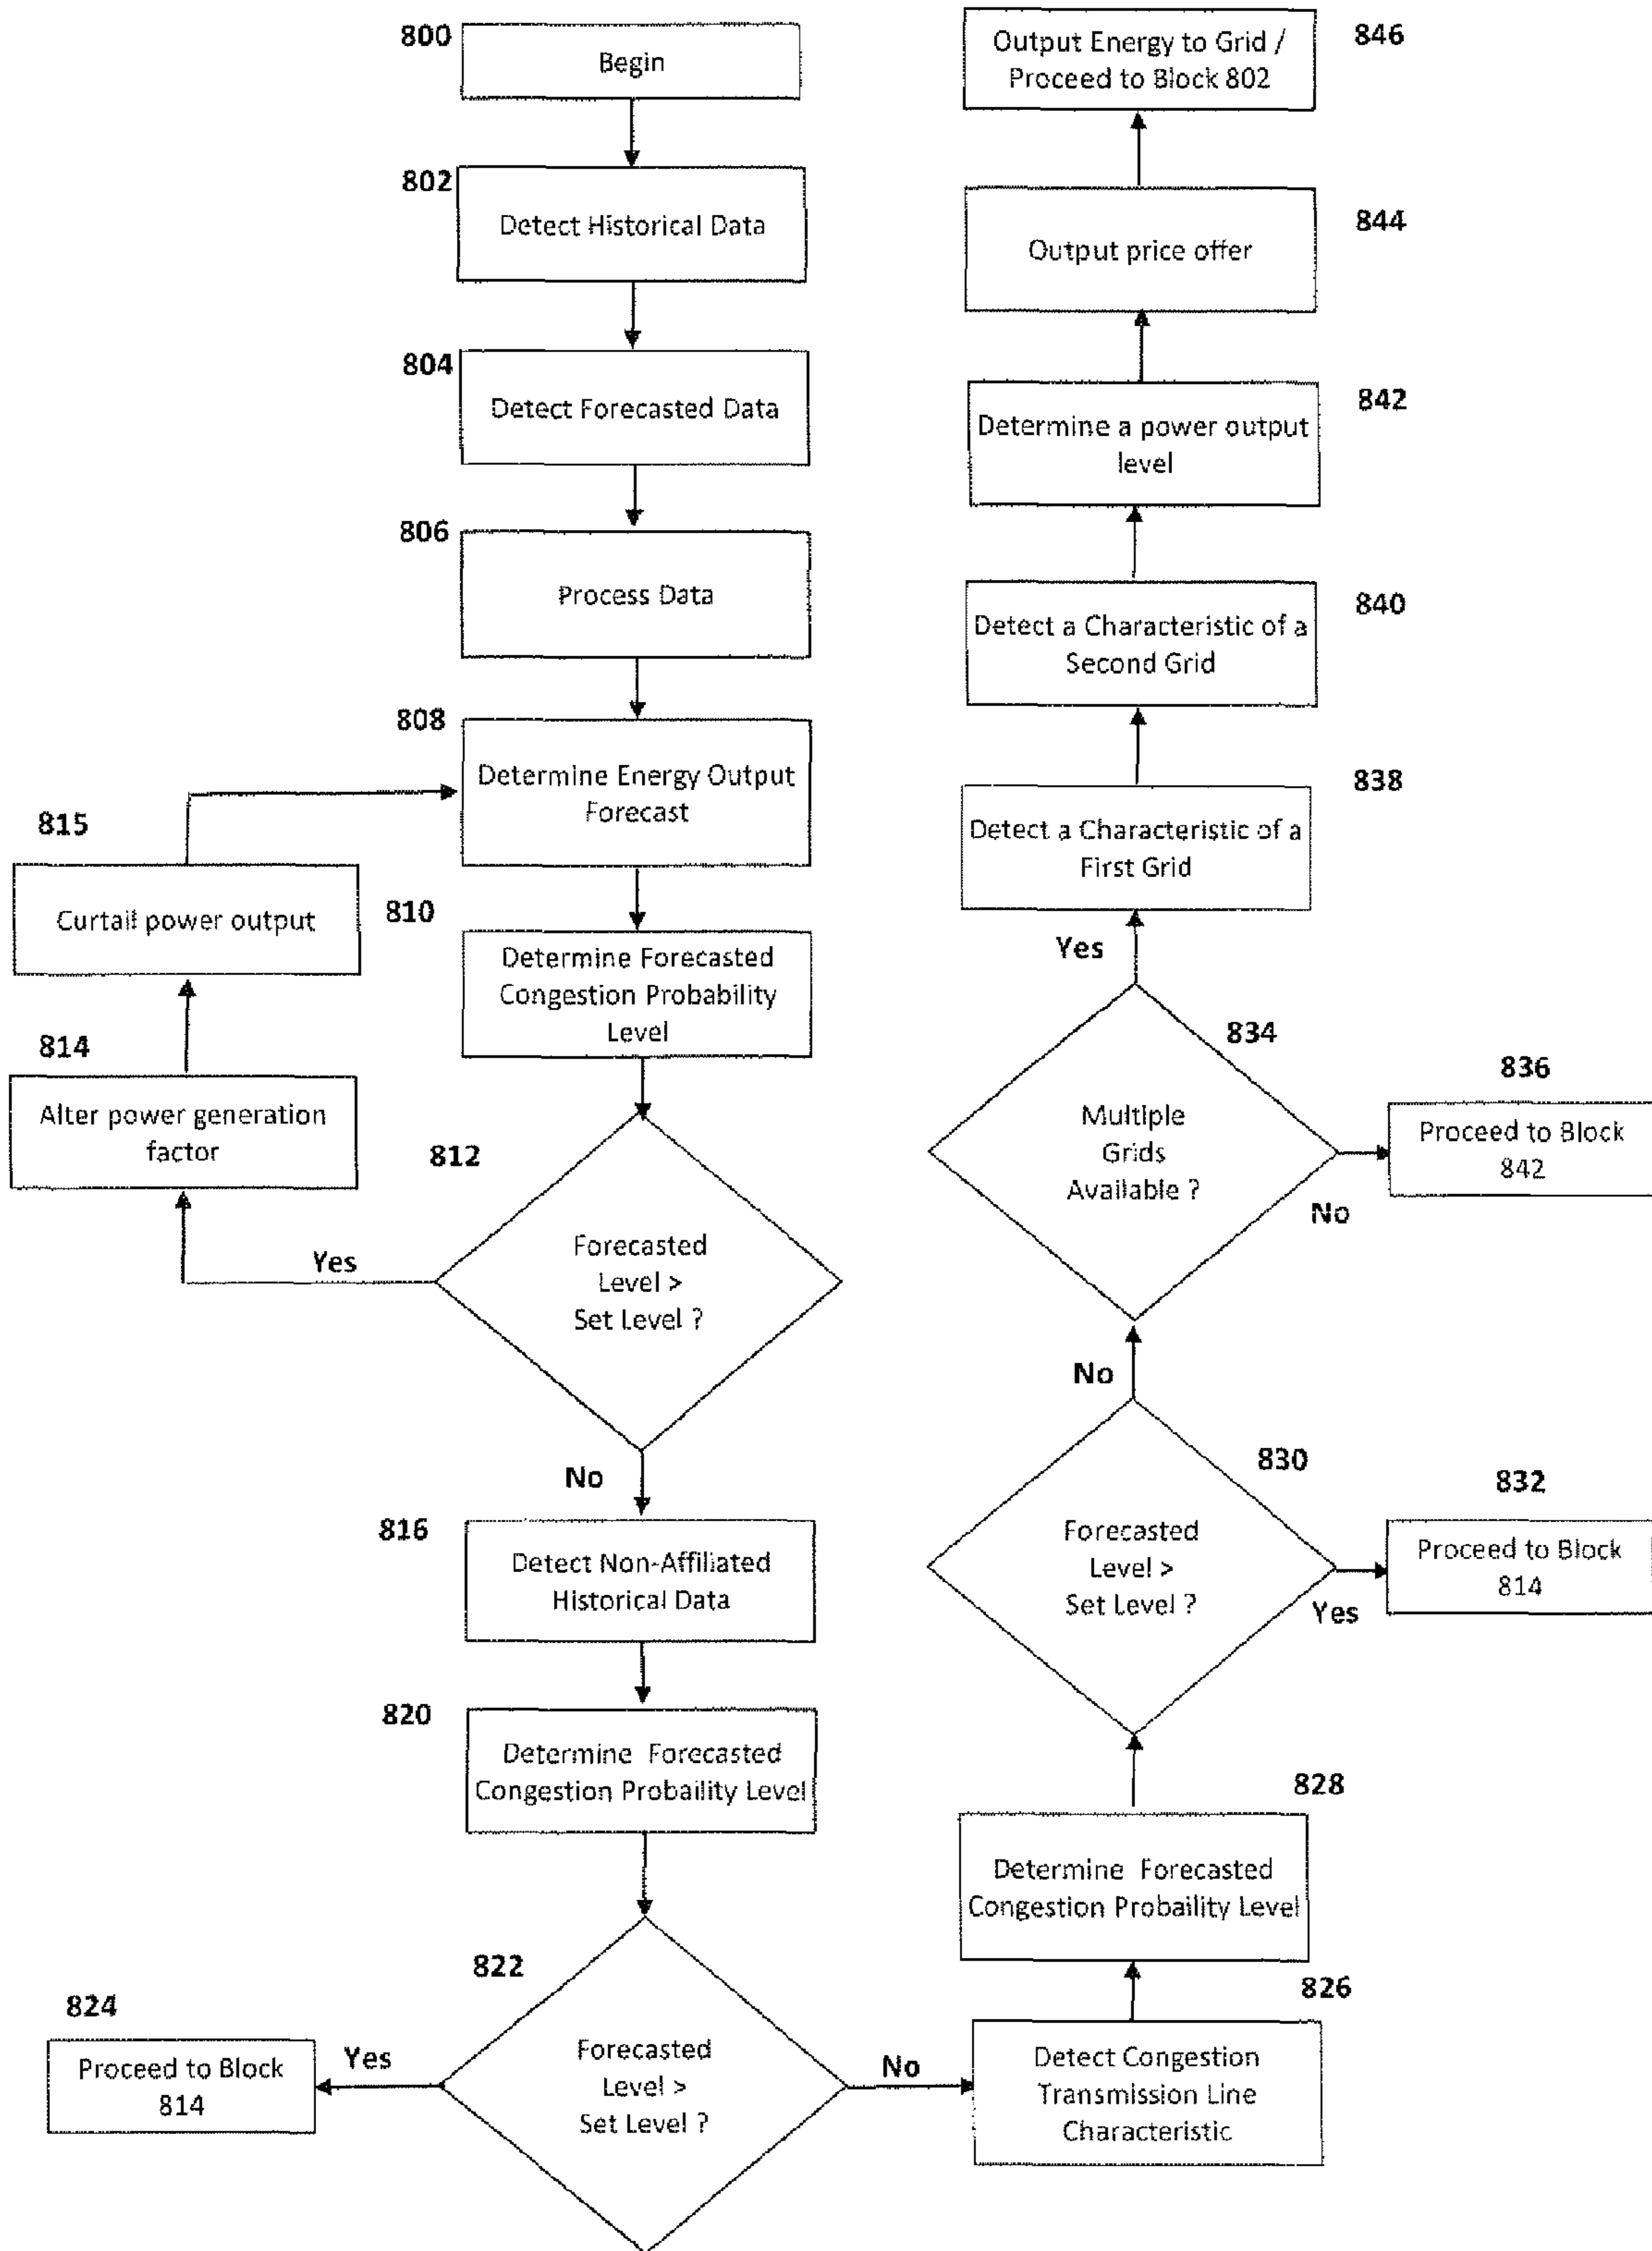 800
Begin
802
Detect Historical Data
804
Detect Forecasted Data
806
Process Data
808
Determine Energy Output
Forecast
815
Curtail power output
810
Determine Forecasted
Congestion Probability
Level
814
Alter power generation
factor
812
Forecasted
Level >
Set Level ?
Yes
No
816
Detect Non-Affiliated
Historical Data
820
Determine Forecasted
Congestion Probaility Level
822
Forecasted
Level >
Set Level ?
824
Proceed to Block
814
Yes
No
826
Detect Congestion
Transmission Line
Characteristic
828
Determine Forecasted
Congestion Probaility Level
830
Forecasted
Level >
Set Level ?
832
Proceed to Block
814
Yes
No
834
Multiple
Grids
Available ?
836
Proceed to Block
842
No
Yes
838
Detect a Characteristic of a
First Grid
840
Detect a Characteristic of a
Second Grid
842
Determine a power output
level
844
Output price offer
846
Output Energy to Grid /
Proceed to Block 802